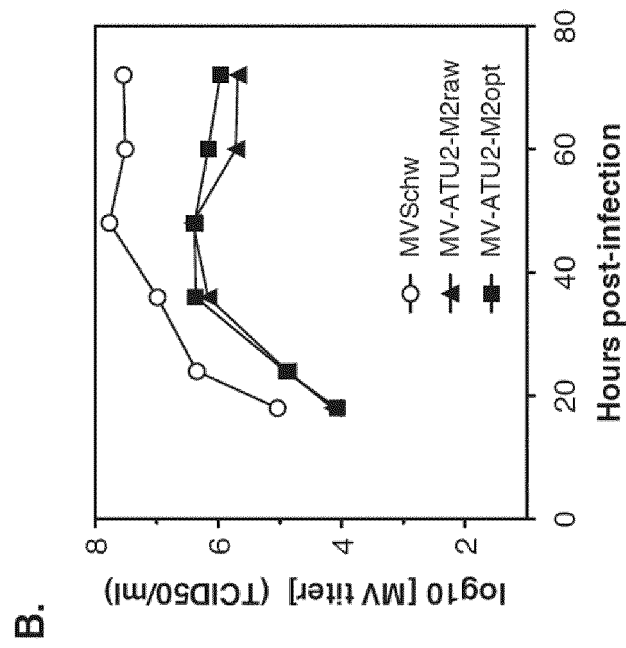 B.
log10 [MV titer] (TCID50/ml)
8
6
4
2
0
20
40
60
80
Hours post-infection
MVSchw
MV-ATU2-M2raw
MV-ATU2-M2opt